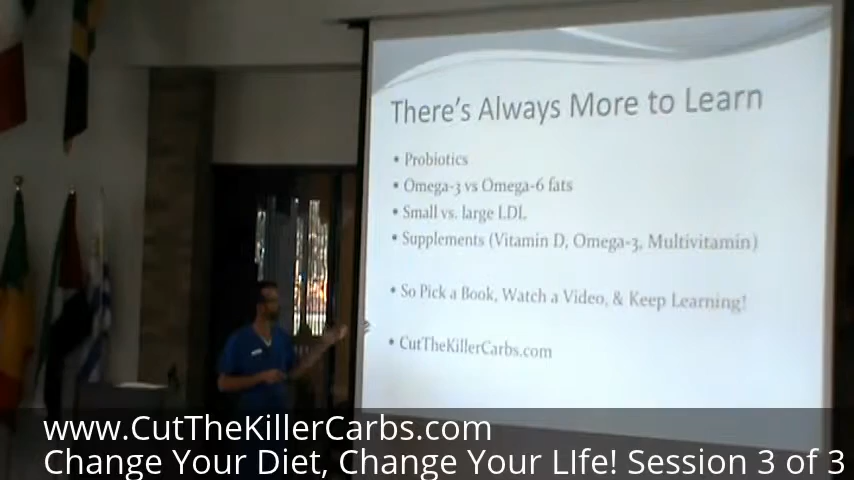 There's Always More to Learn
• Probiotics
• Omega-3 vs Omega-6 fats
• Small vs. large LDL
• Supplements (Vitamin D, Omega-3, Multivitamin)
• So Pick a Book, Watch a Video, & Keep Learning!
• CutTheKillerCarbs.com
www.CutTheKillerCarbs.com
Change Your Diet, Change Your LIfe! Session 3 of 3